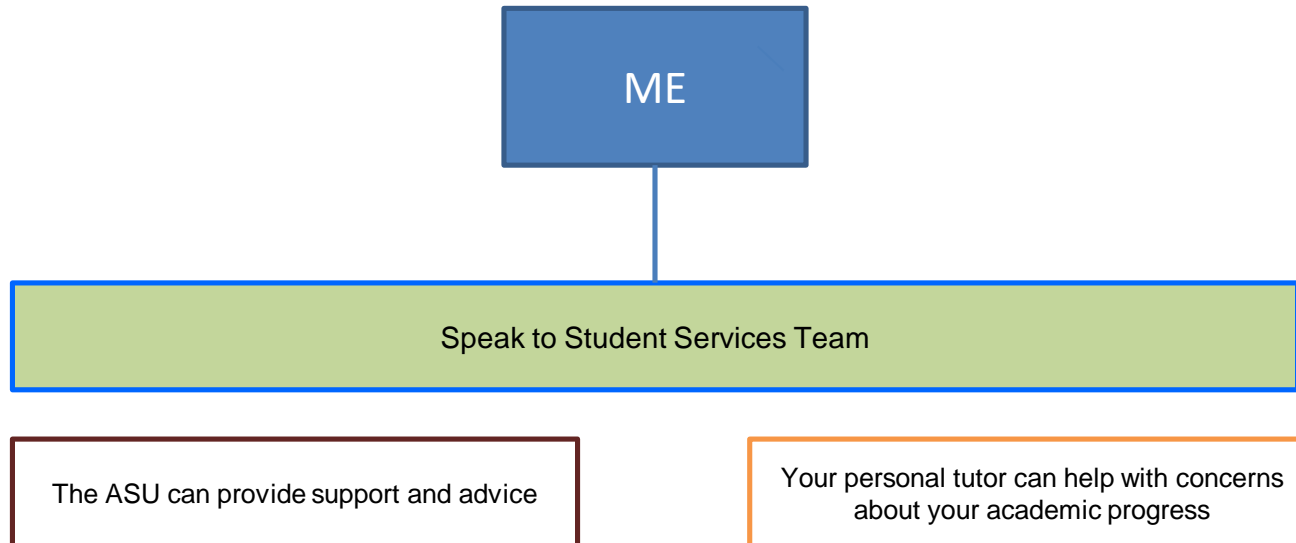 ME
Speak to Student Services Team
The ASU can provide support and advice
Your personal tutor can help with concerns
about your academic progress